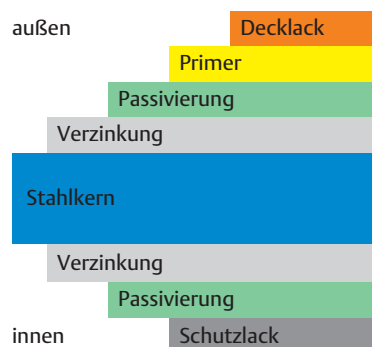 außen
Decklack
Primer
Passivierung
Verzinkung
Stahlkern
Verzinkung
Passivierung
innen
Schutzlack